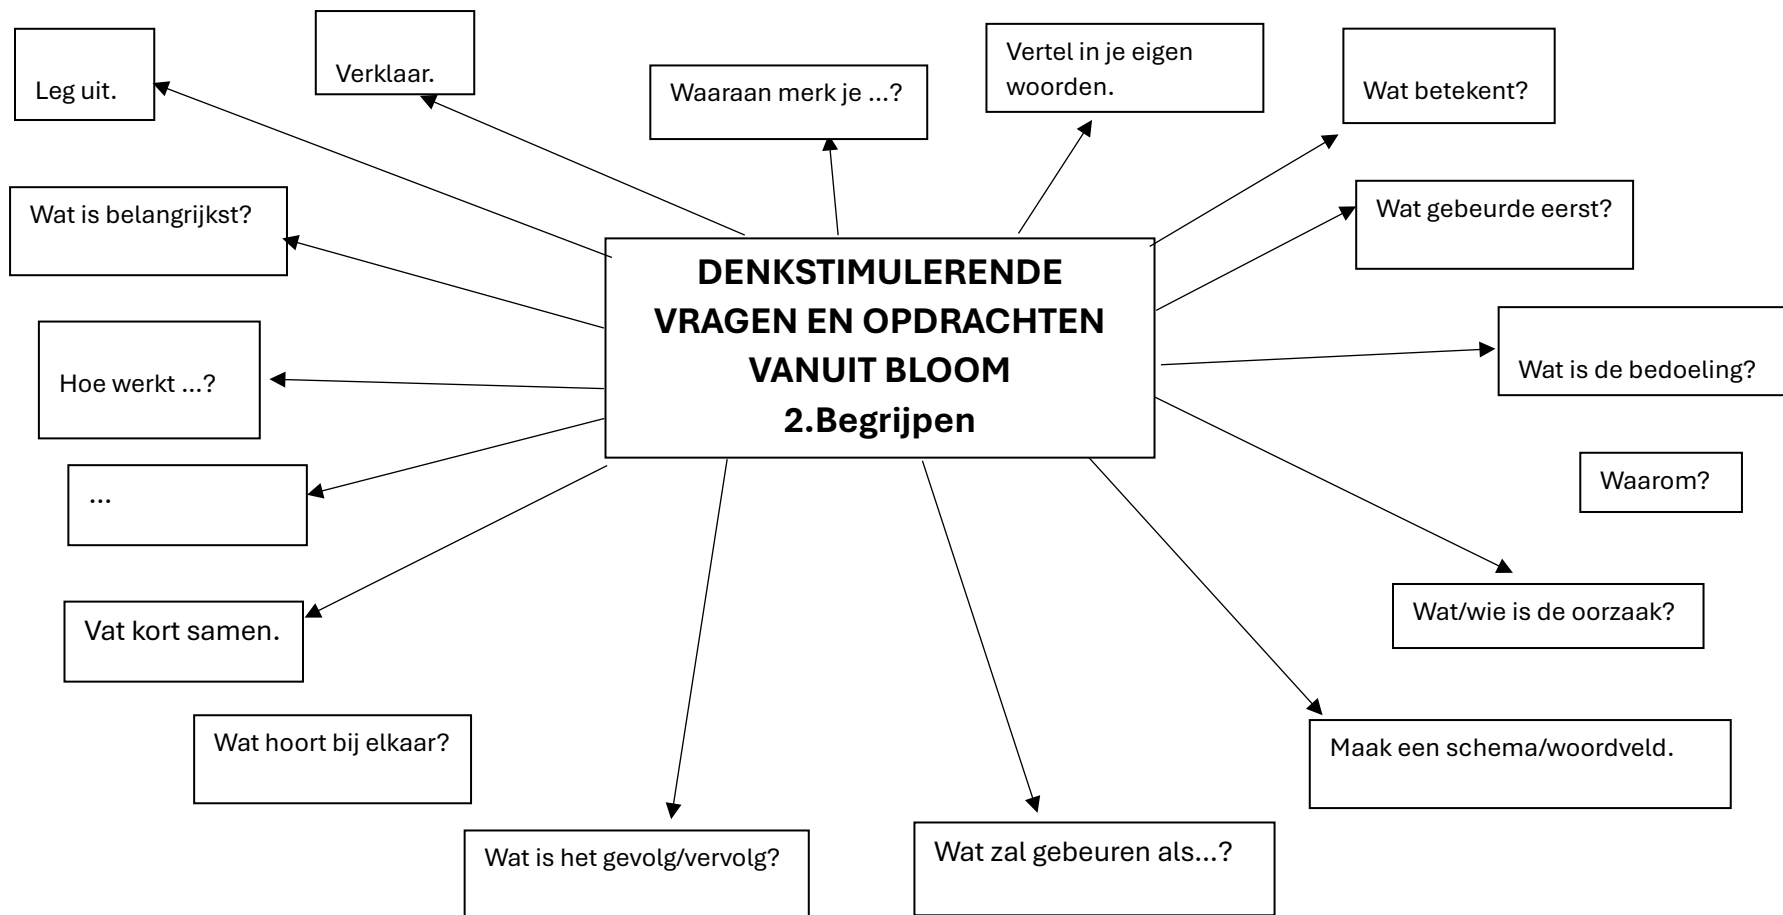 Leg uit.
Verklaar.
Waaraan merk je ...?
Vertel in je eigen
woorden.
Wat betekent?
Wat is belangrijkst?
Wat gebeurde eerst?
DENKSTIMULERENDE
VRAGEN EN OPDRACHTEN
VANUIT BLOOM
2.Begrijpen
Hoe werkt ...?
Wat is de bedoeling?
...
Waarom?
Vat kort samen.
Wat/wie is de oorzaak?
Wat hoort bij elkaar?
Maak een schema/woordveld.
Wat is het gevolg/vervolg?
Wat zal gebeuren als...?